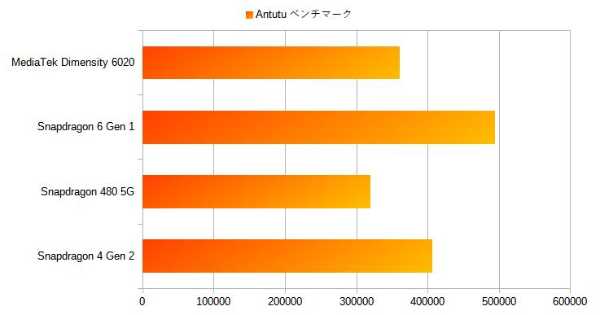 Antutu ベンチマーク
MediaTek Dimensity 6020
Snapdragon 6 Gen 1
Snapdragon 480 5G
Snapdragon 4 Gen 2
0 100000 200000 300000 400000 500000 600000